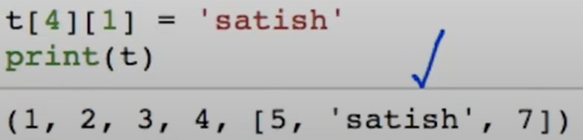 t[4][1] = 'satish'
print(t)
(1, 2, 3, 4, [5, 'satish', 7])